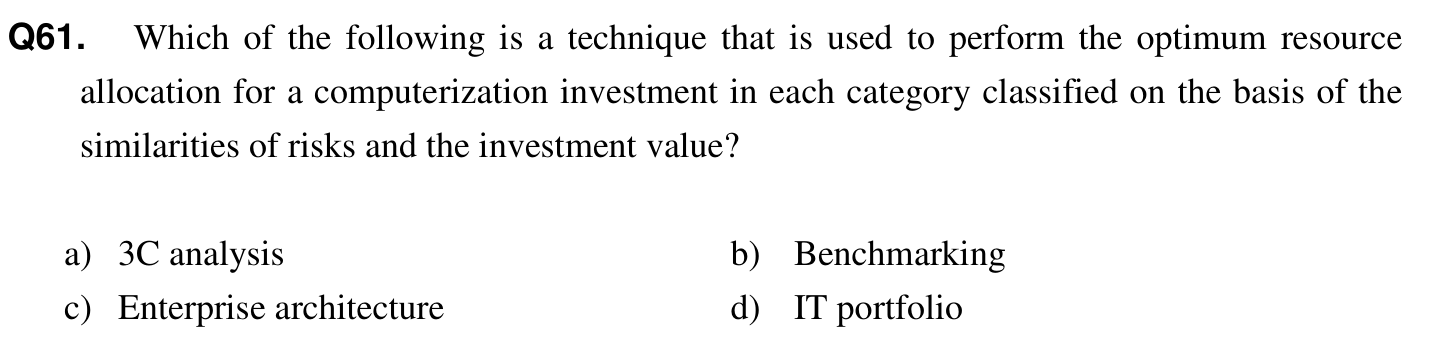 Q61. Which of the following is a technique that is used to perform the optimum resource
allocation for a computerization investment in each category classified on the basis of the
similarities of risks and the investment value?
a) 3C analysis b) Benchmarking
c) Enterprise architecture d) IT portfolio